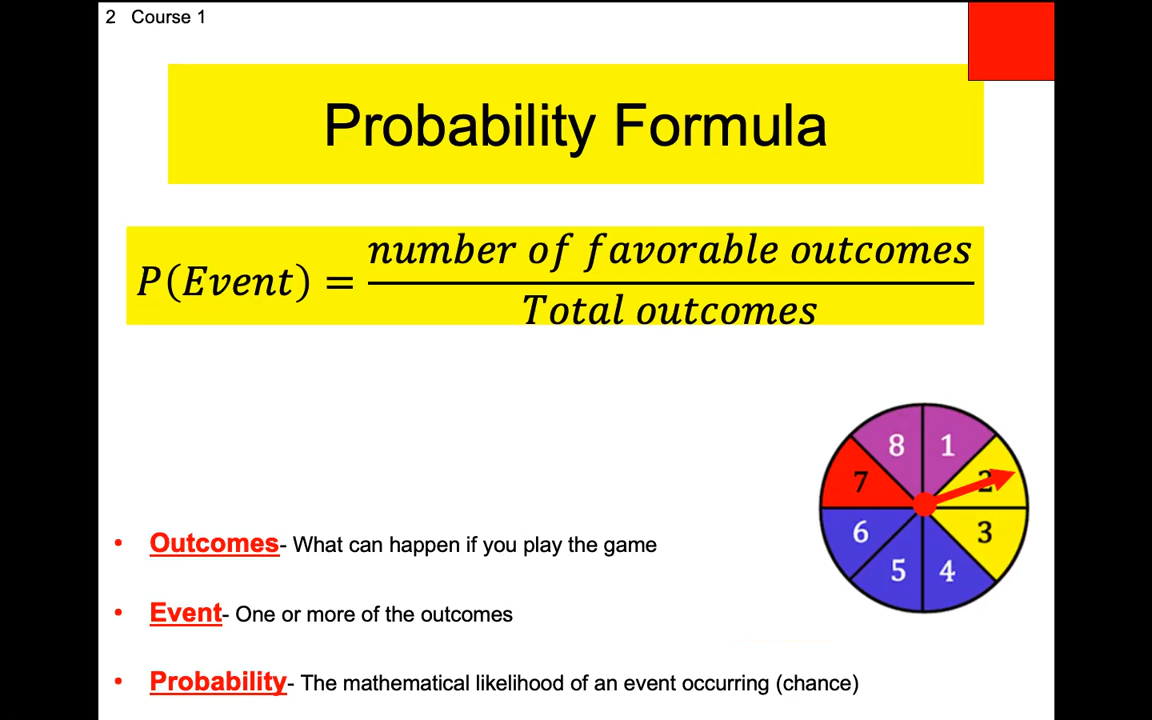 2 Course 1
Probability Formula
P(Event) = number of favorable outcomes / Total outcomes
8 1
7 2
6 3
5 4
• Outcomes- What can happen if you play the game
• Event- One or more of the outcomes
• Probability- The mathematical likelihood of an event occurring (chance)